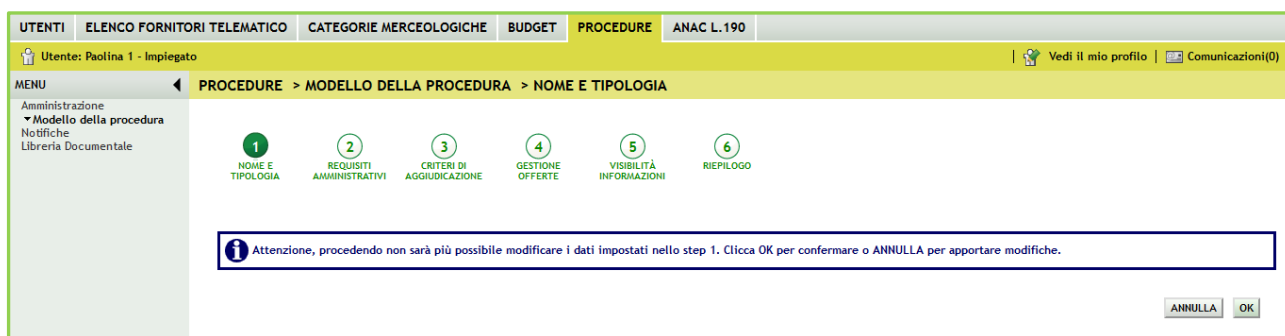 UTENTI ELENCO FORNITORI TELEMATICO CATEGORIE MERCEOLOGICHE BUDGET PROCEDURE ANAC L.190
Utente: Paolina 1 - Impiegato | Vedi il mio profilo | Comunicazioni(0)
MENU PROCEDURE > MODELLO DELLA PROCEDURA > NOME E TIPOLOGIA
Amministrazione
Modello della procedura
Notifiche
Libreria Documentale
1 2 3 4 5 6
NOME E REQUISITI CRITERI DI GESTIONE VISIBILITÀ RIEPILOGO
TIPOLOGIA AMMINISTRATIVI AGGIUDICAZIONE OFFERTE INFORMAZIONI
Attenzione, procedendo non sarà più possibile modificare i dati impostati nello step 1. Clicca OK per confermare o ANNULLA per apportare modifiche.
ANNULLA OK